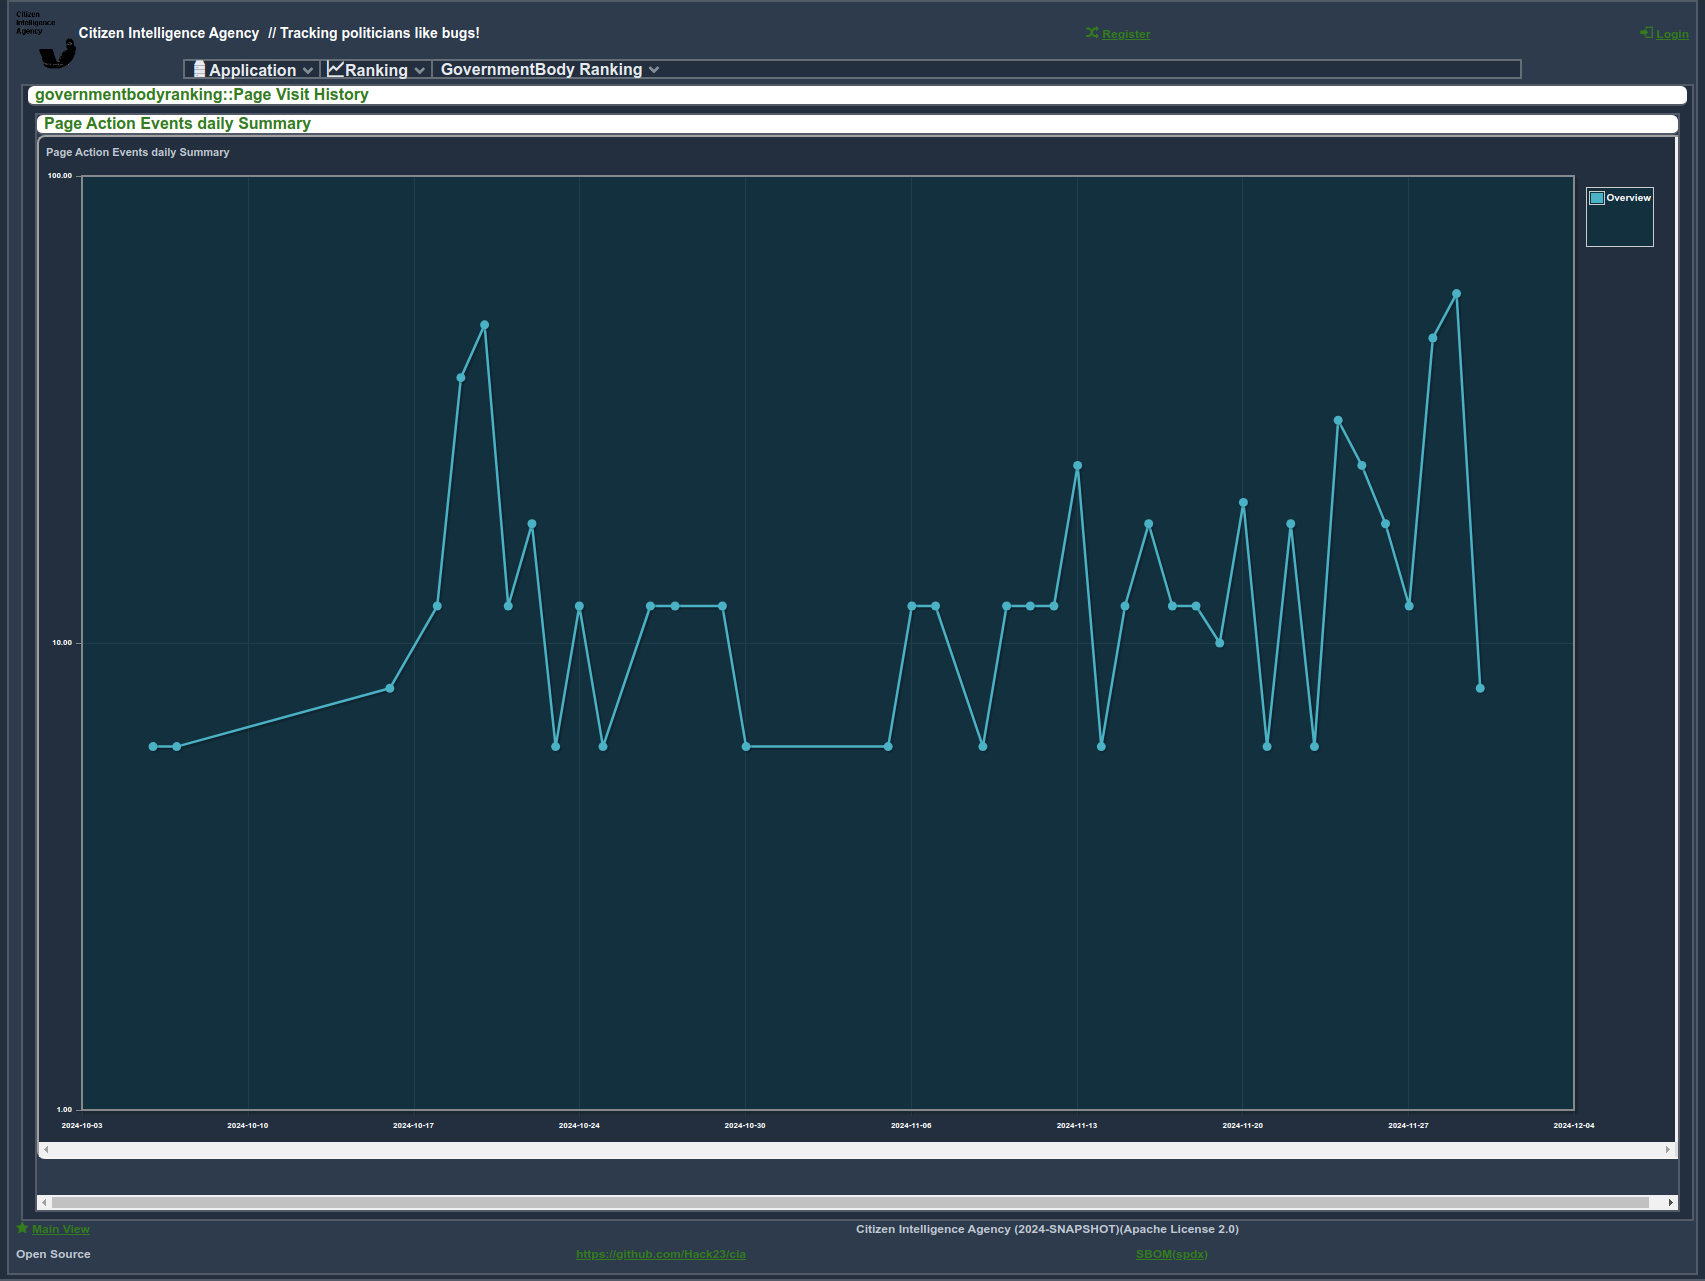 Citizen
Intelligence
Agency
Citizen Intelligence Agency // Tracking politicians like bugs!
Register
Login
Application
Ranking
GovernmentBody Ranking
governmentbodyranking::Page Visit History
Page Action Events daily Summary
Page Action Events daily Summary
100.00
Overview
10.00
1.00
2024-10-03
2024-10-10
2024-10-17
2024-10-24
2024-10-30
2024-11-06
2024-11-13
2024-11-20
2024-11-27
2024-12-04
Main View
Citizen Intelligence Agency (2024-SNAPSHOT)(Apache License 2.0)
Open Source
https://github.com/Hack23/cia
SBOM(spdx)